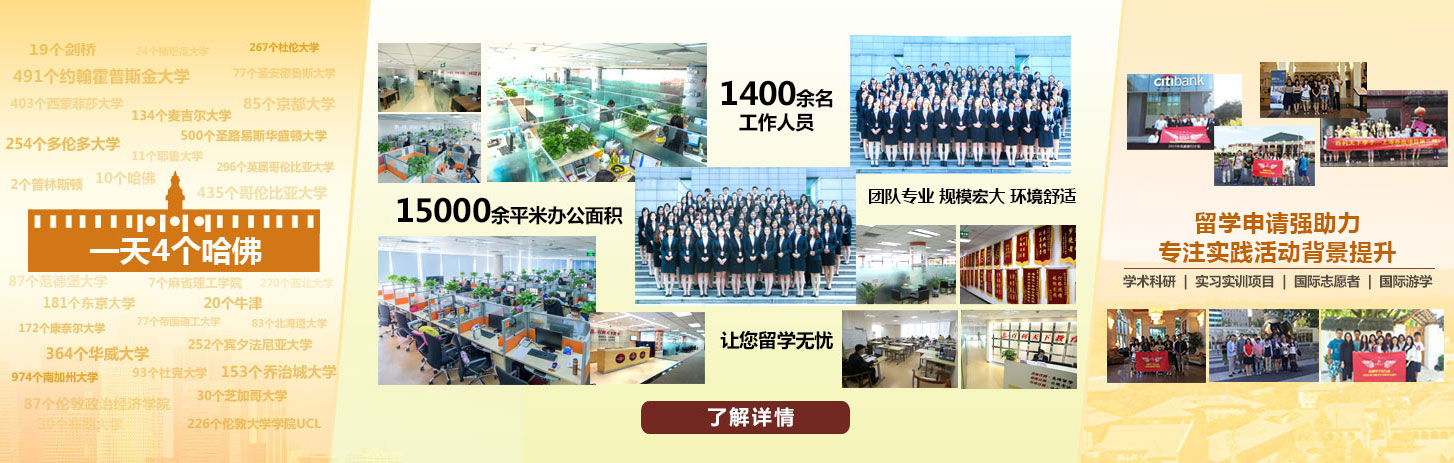 19个剑桥
267个杜伦大学
491个约翰霍普斯金大学
77个圣安德鲁斯大学
403个西蒙菲莎大学
85个京都大学
134个麦吉尔大学
254个多伦多大学
500个圣路易斯华盛顿大学
11个耶鲁大学
296个英属哥伦比亚大学
2个普林斯顿
10个哈佛
435个哥伦比亚大学
一天4个哈佛
87个范德堡大学
7个麻省理工学院
270个西北大学
181个东京大学
20个牛津
172个康奈尔大学
77个帝国理工大学
83个北海道大学
252个宾夕法尼亚大学
364个华威大学
974个南加州大学
93个杜克大学
153个乔治城大学
30个芝加哥大学
87个伦敦政治经济学院
226个伦敦大学学院UCL
1400余名
工作人员
15000余平米办公面积
团队专业 规模宏大 环境舒适
让您留学无忧
了解详情
citibank
留学申请强助力
专注实践活动背景提升
学术科研 | 实习实训项目 | 国际志愿者 | 国际游学